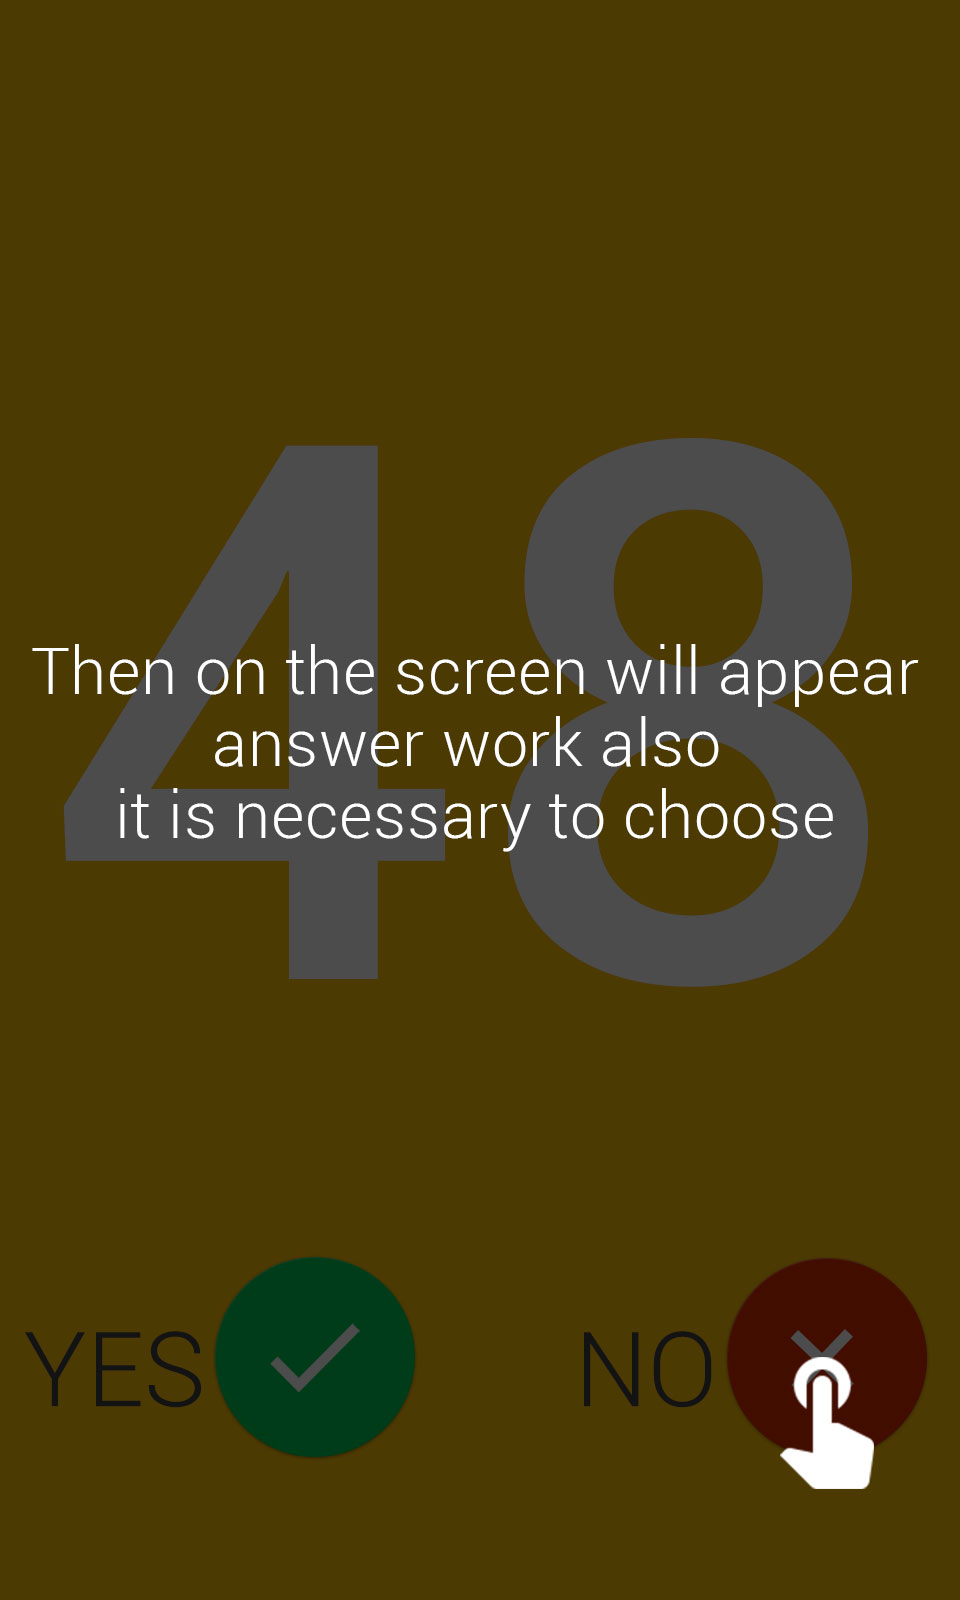 48
Then on the screen will appear
answer work also
it is necessary to choose
YES NO